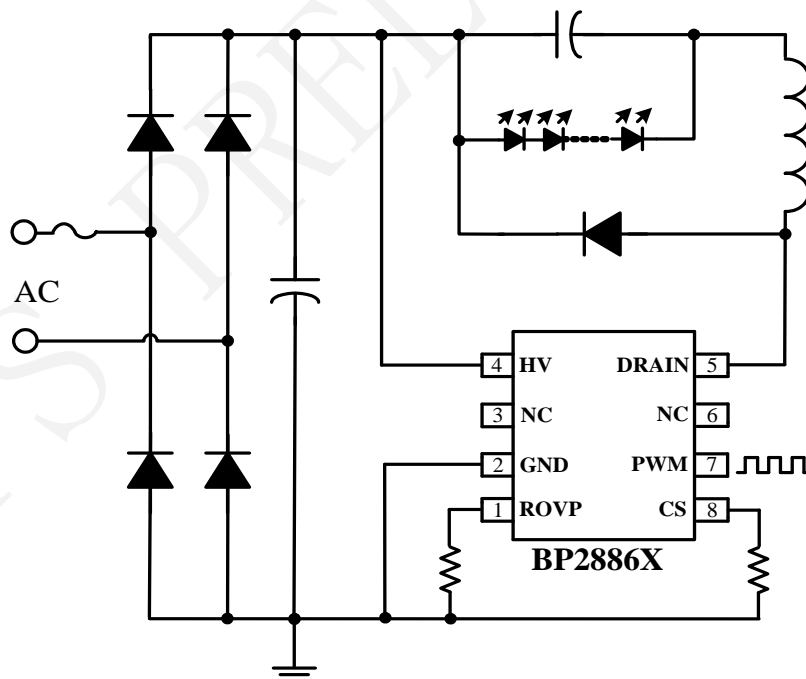 AC
4 HV DRAIN 5
3 NC NC 6
2 GND PWM 7
1 ROVP CS 8
BP2886X